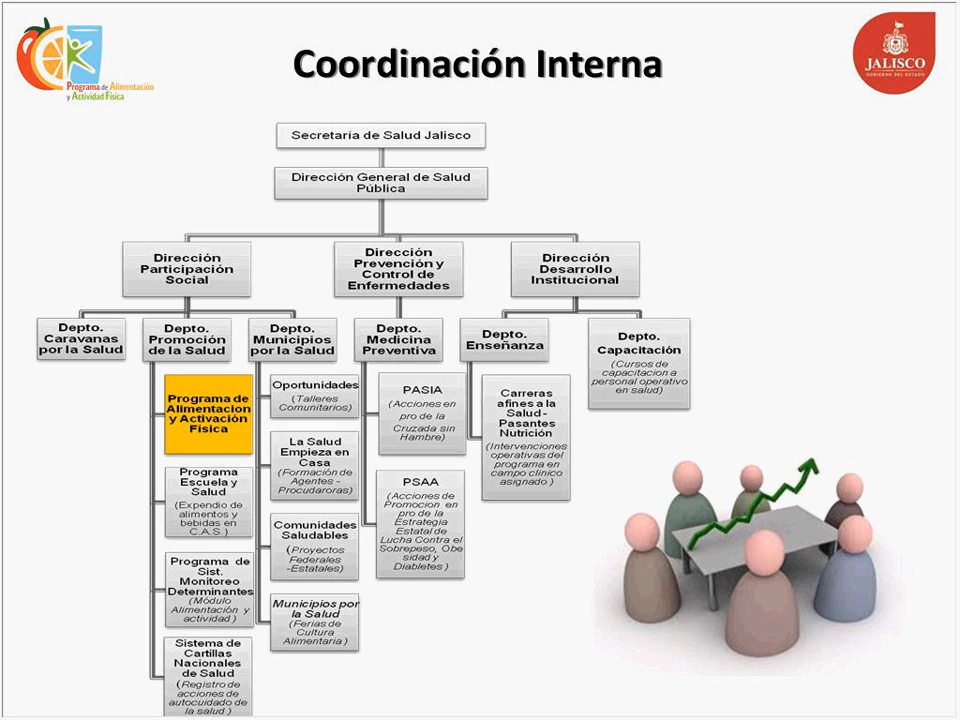 Programa de Alimentación
y Actividad Física
Coordinación Interna
JALISCO
GOBIERNO DEL ESTADO
Secretaría de Salud Jalisco
Dirección General de Salud
Pública
Dirección
Participación
Social
Dirección
Prevención y
Control de
Enfermedades
Dirección
Desarrollo
Institucional
Depto.
Caravanas
por la Salud
Depto.
Promoción
de la Salud
Depto.
Municipios
por la Salud
Depto.
Medicina
Preventiva
Depto.
Enseñanza
Depto.
Capacitación
(Cursos de
capacitacion a
personal operativo
en salud)
Programa de
Alimentacion
y Activación
Física
Programa
Escuela y
Salud
(Expendio de
alimentos y
bebidas en
C.A.S.)
Programa de
Sist.
Monitoreo
Determinantes
(Módulo
Alimentación y
actividad )
Sistema de
Cartillas
Nacionales
de Salud
(Registro de
acciones de
autocuidado de
la salud )
Oportunidades
(Talleres
Comunitarios)
La Salud
Empieza en
Casa
(Formación de
Agentes -
Procudaroras)
Comunidades
Saludables
(Proyectos
Federales
-Estatales)
Municipios por
la Salud
(Ferias de
Cultura
Alimentaria )
PASIA
(Acciones en
pro de la
Cruzada sin
Hambre)
PSAA
(Acciones de
Promocion en
pro de la
Estrategia
Estatal de
Lucha Contra el
Sobrepeso, Obe
sidad y
Diabletes )
Carreras
afines a la
Salud-
Pasantes
Nutrición
(Intervenciones
operativas del
programa en
campo clínico
asignado )